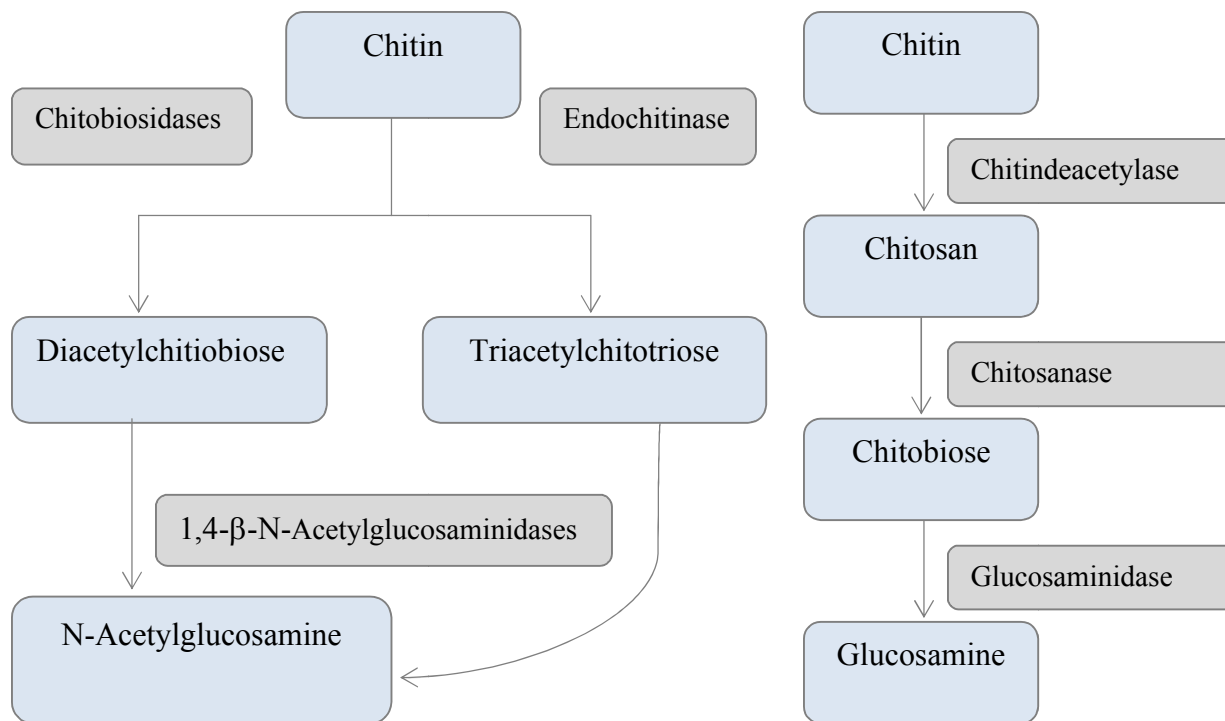 Chitin
Chitobiosidases
Endochitinase
Diacetylchitiobiose
Triacetylchitotriose
1,4-β-N-Acetylglucosaminidases
N-Acetylglucosamine
Chitin
Chitindeacetylase
Chitosan
Chitosanase
Chitobiose
Glucosaminidase
Glucosamine